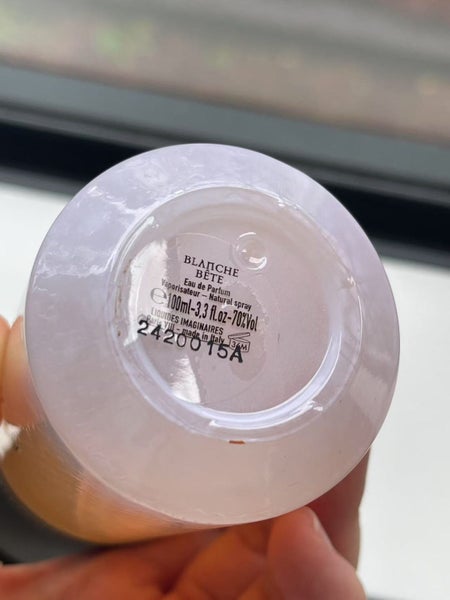 BLANCHE
BÊTE
Eau de Parfum
Vaporisateur – Natural spray
℮100ml-3,3 fl.oz-70%Vol
LIQUIDES IMAGINAIRES
made in Italy 36M
2420015A